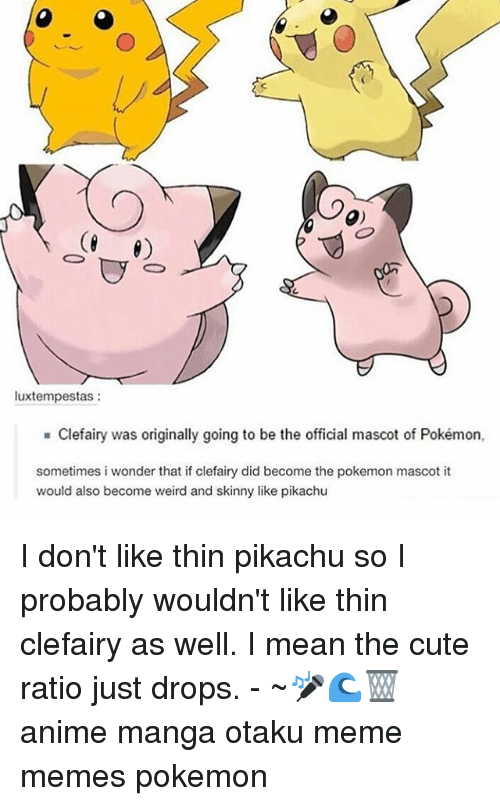 luxtempestas :
▪ Clefairy was originally going to be the official mascot of Pokémon,
sometimes i wonder that if clefairy did become the pokemon mascot it
would also become weird and skinny like pikachu
I don't like thin pikachu so I
probably wouldn't like thin
clefairy as well. I mean the cute
ratio just drops. - ~🎤🌊🗑
anime manga otaku meme
memes pokemon